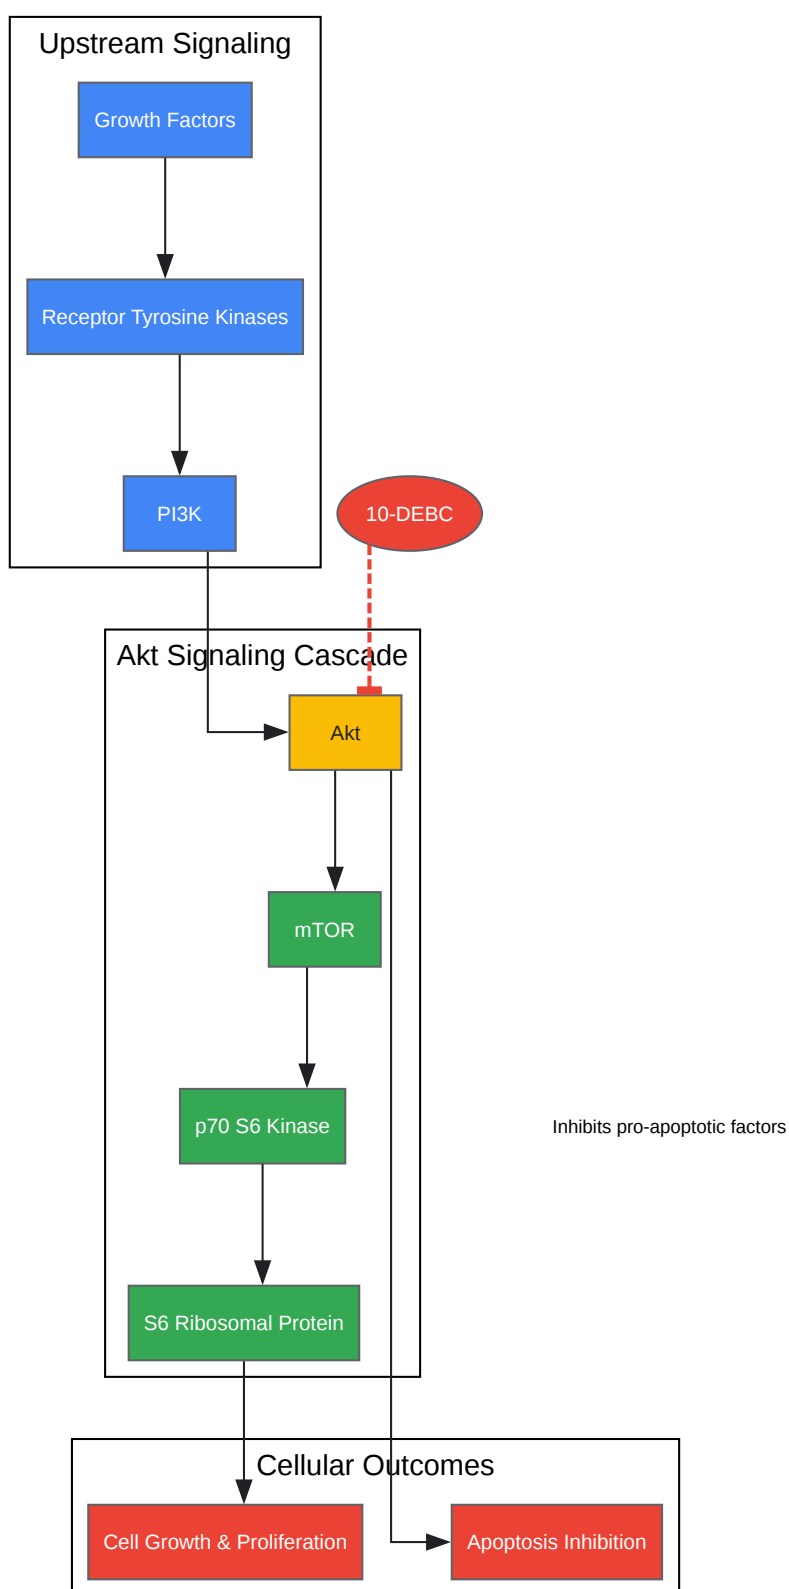 Upstream Signaling
Growth Factors
Receptor Tyrosine Kinases
PI3K
10-DEBC
Akt Signaling Cascade
Akt
mTOR
p70 S6 Kinase
Inhibits pro-apoptotic factors
S6 Ribosomal Protein
Cellular Outcomes
Cell Growth & Proliferation
Apoptosis Inhibition